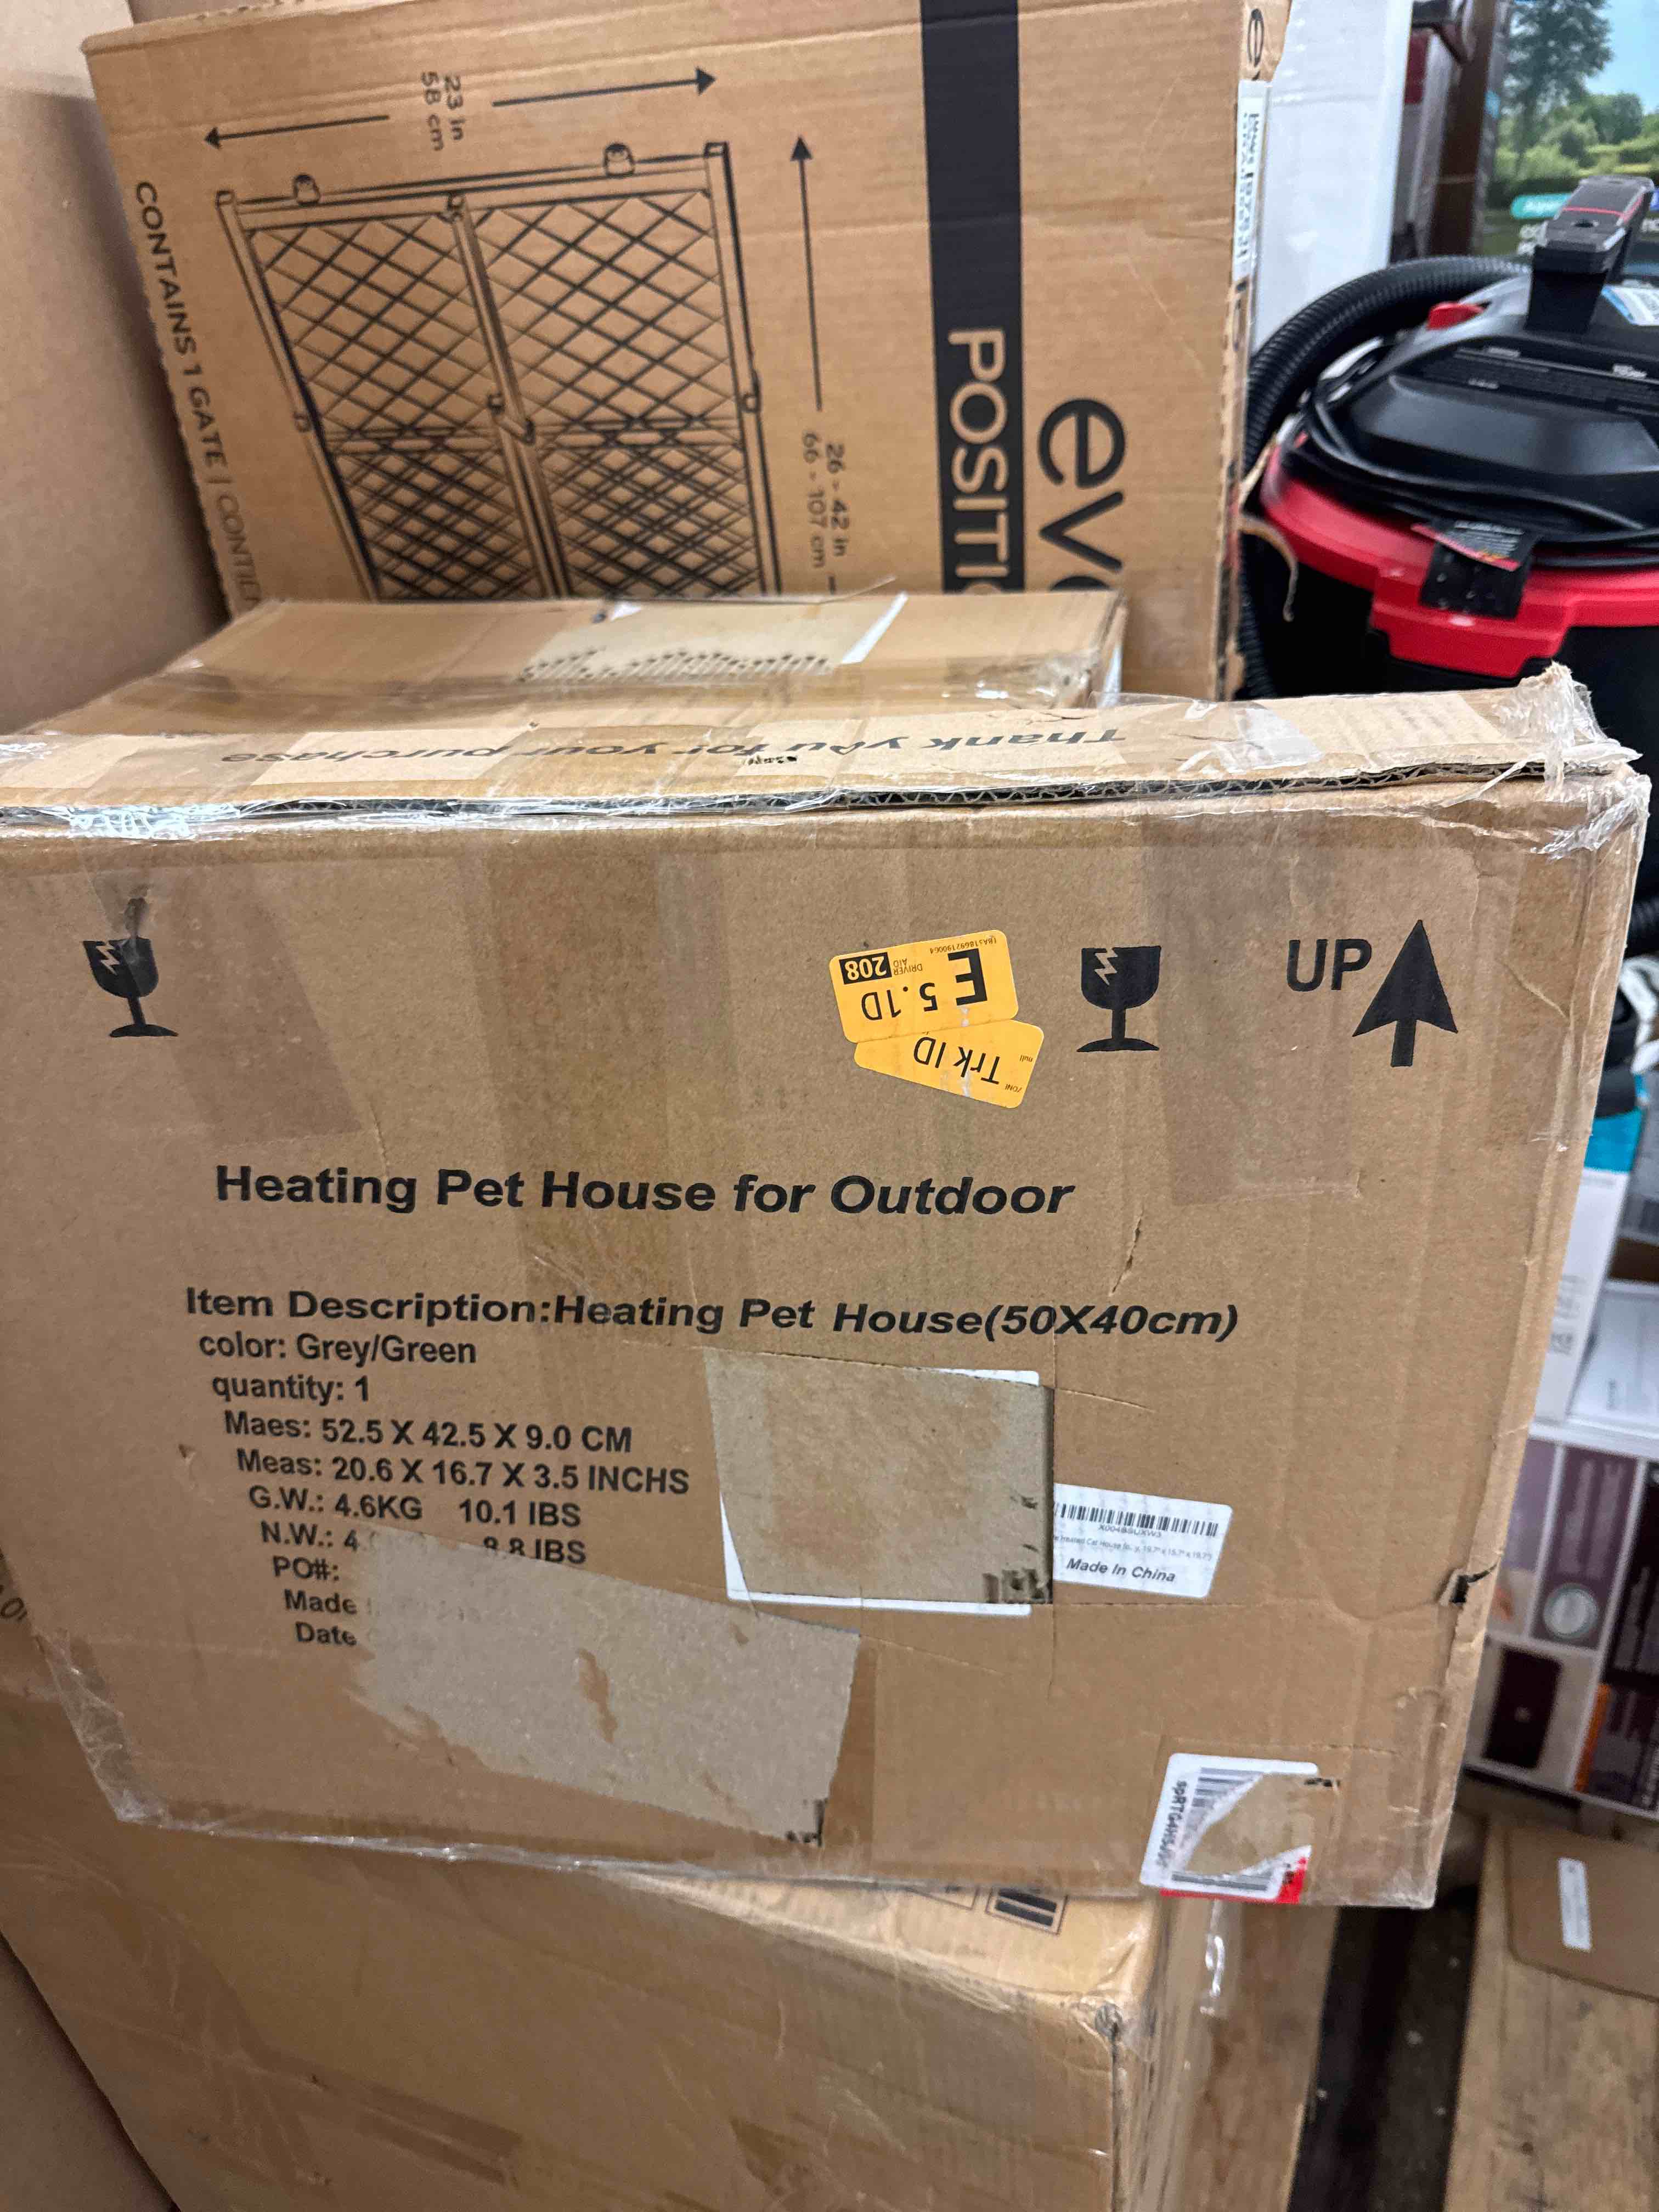 23 in
58 cm
26 - 42 in
66 - 107 cm
CONTAINS 1 GATE
Thank you for your purchase
E 5.1D
DRIVER
AID
208
Trk ID
null
UP
Heating Pet House for Outdoor
Item Description:Heating Pet House(50X40cm)
color: Grey/Green
quantity: 1
Maes: 52.5 X 42.5 X 9.0 CM
Meas: 20.6 X 16.7 X 3.5 INCHS
G.W.: 4.6KG 10.1 IBS
N.W.: 4. 8.8 IBS
PO#:
Made
Date
Made In China